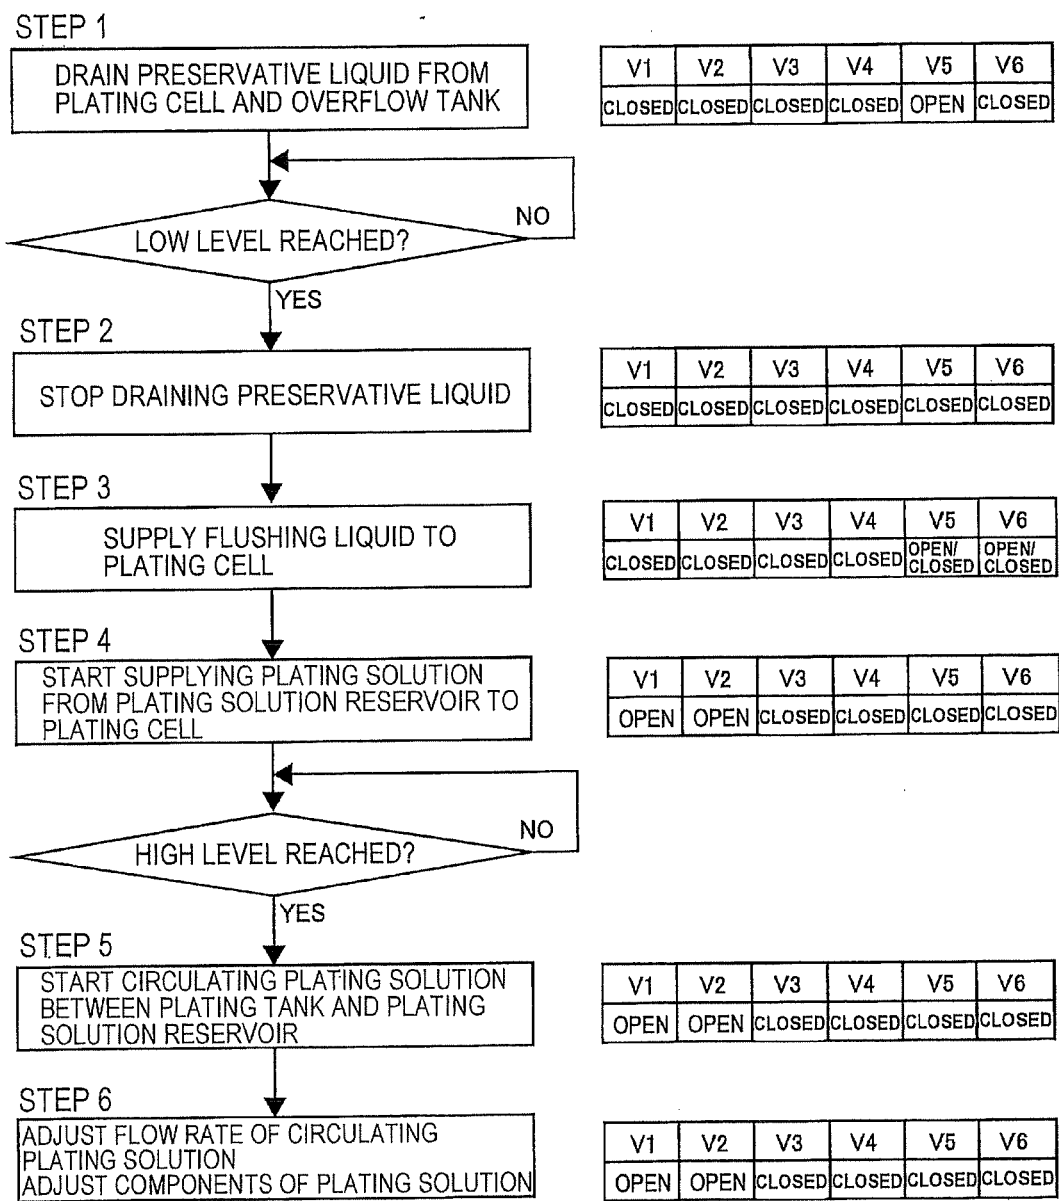 STEP 1
DRAIN PRESERVATIVE LIQUID FROM
PLATING CELL AND OVERFLOW TANK
V1 V2 V3 V4 V5 V6
CLOSED CLOSED CLOSED CLOSED OPEN CLOSED
NO
LOW LEVEL REACHED?
YES
STEP 2
STOP DRAINING PRESERVATIVE LIQUID
V1 V2 V3 V4 V5 V6
CLOSED CLOSED CLOSED CLOSED CLOSED CLOSED
STEP 3
SUPPLY FLUSHING LIQUID TO
PLATING CELL
V1 V2 V3 V4 V5 V6
CLOSED CLOSED CLOSED CLOSED OPEN/ CLOSED OPEN/ CLOSED
STEP 4
START SUPPLYING PLATING SOLUTION
FROM PLATING SOLUTION RESERVOIR TO
PLATING CELL
V1 V2 V3 V4 V5 V6
OPEN OPEN CLOSED CLOSED CLOSED CLOSED
NO
HIGH LEVEL REACHED?
YES
STEP 5
START CIRCULATING PLATING SOLUTION
BETWEEN PLATING TANK AND PLATING
SOLUTION RESERVOIR
V1 V2 V3 V4 V5 V6
OPEN OPEN CLOSED CLOSED CLOSED CLOSED
STEP 6
ADJUST FLOW RATE OF CIRCULATING
PLATING SOLUTION
ADJUST COMPONENTS OF PLATING SOLUTION
V1 V2 V3 V4 V5 V6
OPEN OPEN CLOSED CLOSED CLOSED CLOSED